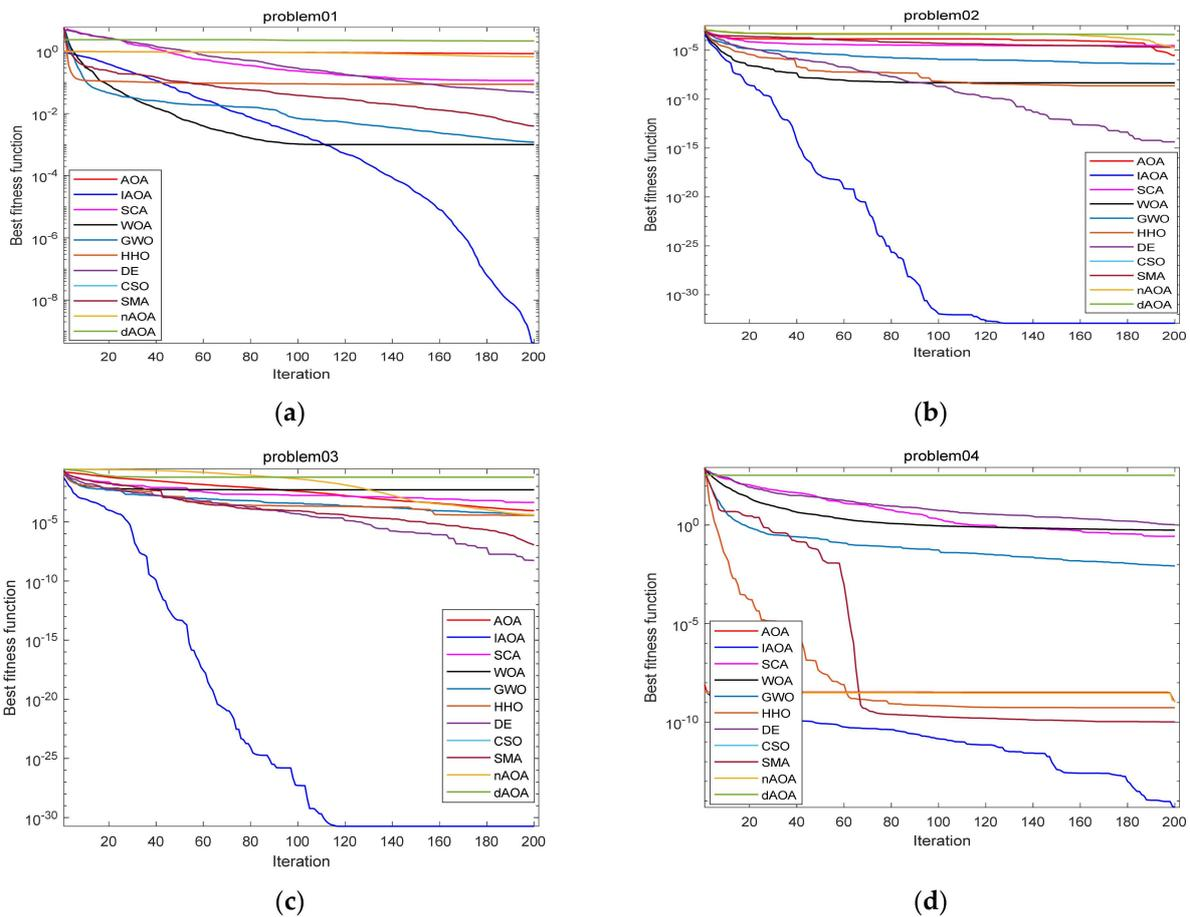 problem01
Best fitness function
10^0
10^-2
10^-4
10^-6
10^-8
AOA
IAOA
SCA
WOA
GWO
HHO
DE
CSO
SMA
nAOA
dAOA
20 40 60 80 100 120 140 160 180 200
Iteration
(a)
problem02
Best fitness function
10^-5
10^-10
10^-15
10^-20
10^-25
10^-30
AOA
IAOA
SCA
WOA
GWO
HHO
DE
CSO
SMA
nAOA
dAOA
20 40 60 80 100 120 140 160 180 200
Iteration
(b)
problem03
Best fitness function
10^-5
10^-10
10^-15
10^-20
10^-25
10^-30
AOA
IAOA
SCA
WOA
GWO
HHO
DE
CSO
SMA
nAOA
dAOA
20 40 60 80 100 120 140 160 180 200
Iteration
(c)
problem04
Best fitness function
10^0
10^-5
10^-10
AOA
IAOA
SCA
WOA
GWO
HHO
DE
CSO
SMA
nAOA
dAOA
20 40 60 80 100 120 140 160 180 200
Iteration
(d)